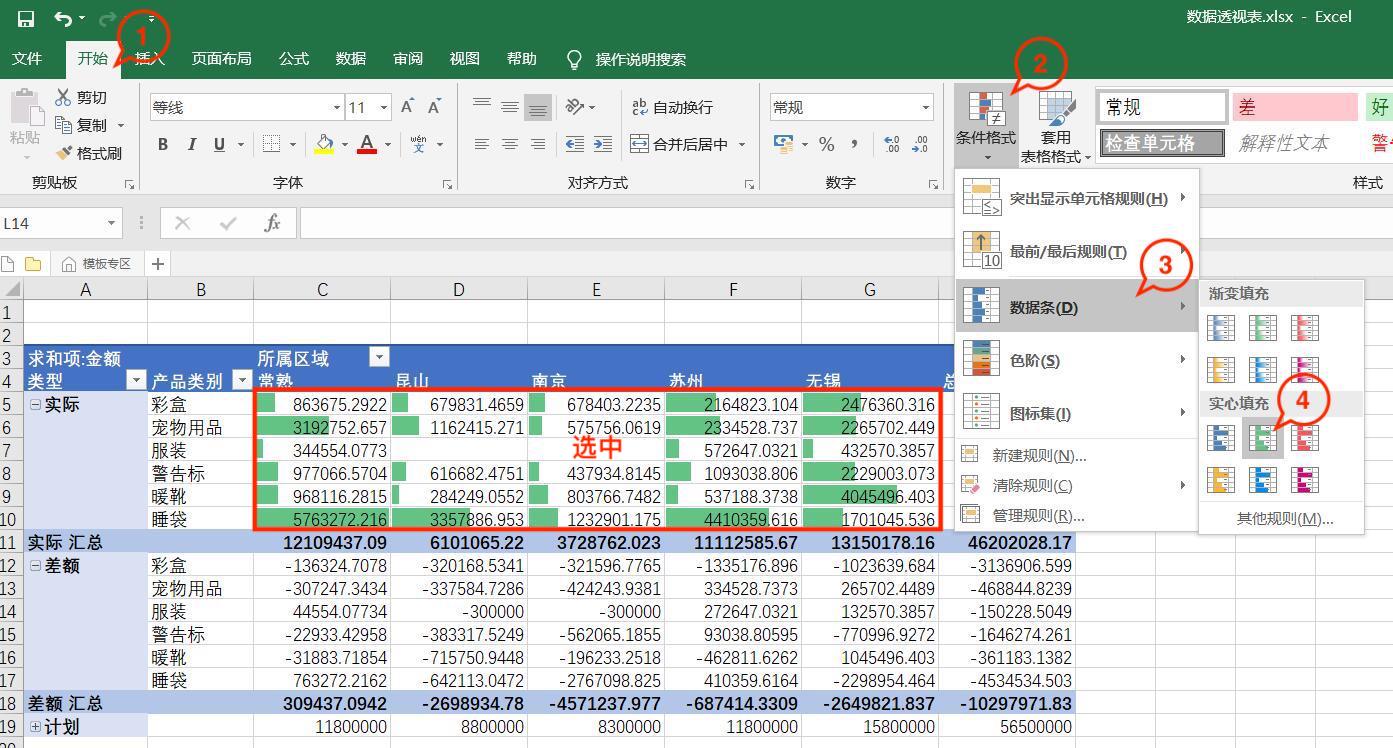 数据透视表.xlsx - Excel
1
2
文件 开始 插入 页面布局 公式 数据 审阅 视图 帮助 操作说明搜索
粘贴 剪切 复制 格式刷
剪贴板
等线 11
B I U A wén 文
字体
ab 自动换行
合并后居中
对齐方式
常规
% ,
数字
条件格式
套用
表格格式
常规 差 好
检查单元格 解释性文本 警
样式
L14 fx
模板专区
突出显示单元格规则(H)
最前/最后规则(T)
3
数据条(D)
色阶(S)
图标集(I)
新建规则(N)...
清除规则(C)
管理规则(R)...
渐变填充
实心填充
4
其他规则(M)...
A B C D E F G
1
2
3 求和项:金额 所属区域
4 类型 产品类别 常熟 昆山 南京 苏州 无锡 总
5 实际 彩盒 863675.2922 679831.4659 678403.2235 2164823.104 2476360.316
6 宠物用品 3192752.657 1162415.271 575756.0619 2334528.737 2265702.449
7 服装 344554.0773 选中 572647.0321 432570.3857
8 警告标 977066.5704 616682.4751 437934.8145 1093038.806 2229003.073
9 暖靴 968116.2815 284249.0552 803766.7482 537188.3738 4045496.403
10 睡袋 5763272.216 3357886.953 1232901.175 4410359.616 1701045.536
11 实际 汇总 12109437.09 6101065.22 3728762.023 11112585.67 13150178.16 46202028.17
12 差额 彩盒 -136324.7078 -320168.5341 -321596.7765 -1335176.896 -1023639.684 -3136906.599
13 宠物用品 -307247.3434 -337584.7286 -424243.9381 334528.7373 265702.4489 -468844.8239
14 服装 44554.07734 -300000 -300000 272647.0321 132570.3857 -150228.5049
15 警告标 -22933.42958 -383317.5249 -562065.1855 93038.80595 -770996.9272 -1646274.261
16 暖靴 -31883.71854 -715750.9448 -196233.2518 -462811.6262 1045496.403 -361183.1382
17 睡袋 763272.2162 -642113.0472 -2767098.825 410359.6164 -2298954.464 -4534534.503
18 差额 汇总 309437.0942 -2698934.78 -4571237.977 -687414.3309 -2649821.837 -10297971.83
19 计划 11800000 8800000 8300000 11800000 15800000 56500000